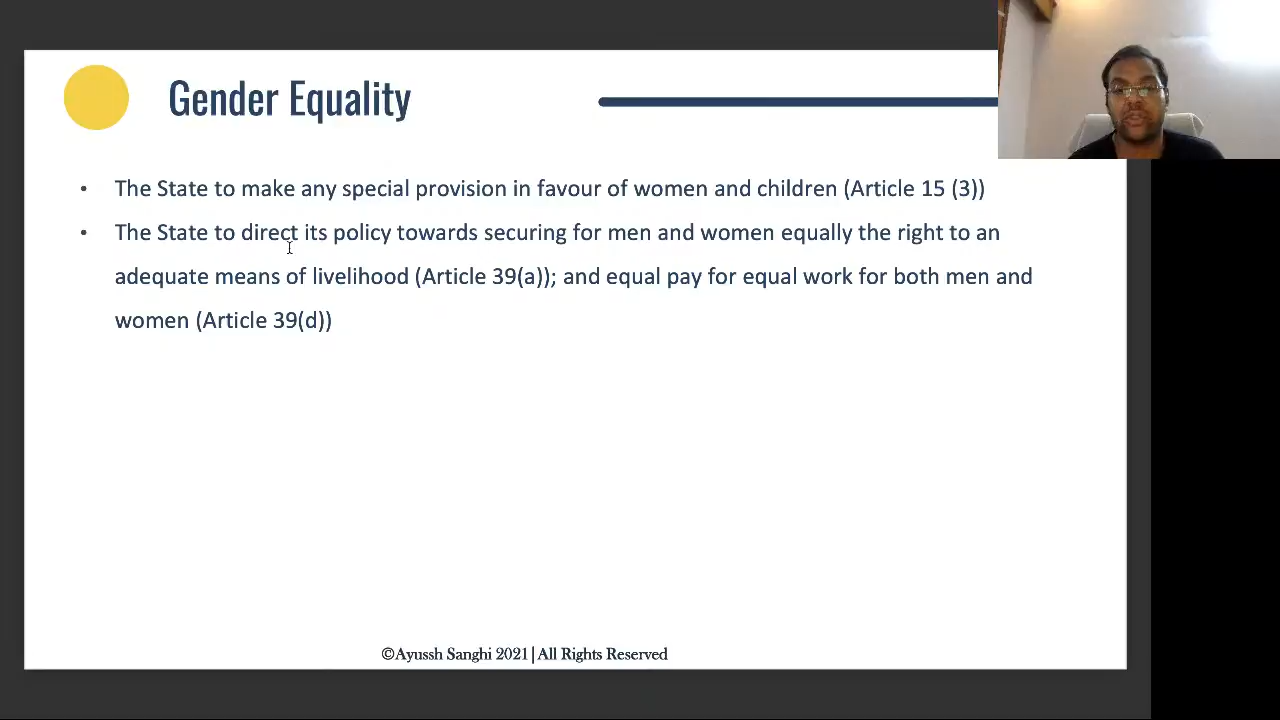 Gender Equality
• The State to make any special provision in favour of women and children (Article 15 (3))
• The State to direct its policy towards securing for men and women equally the right to an
adequate means of livelihood (Article 39(a)); and equal pay for equal work for both men and
women (Article 39(d))
©Ayussh Sanghi 2021| All Rights Reserved